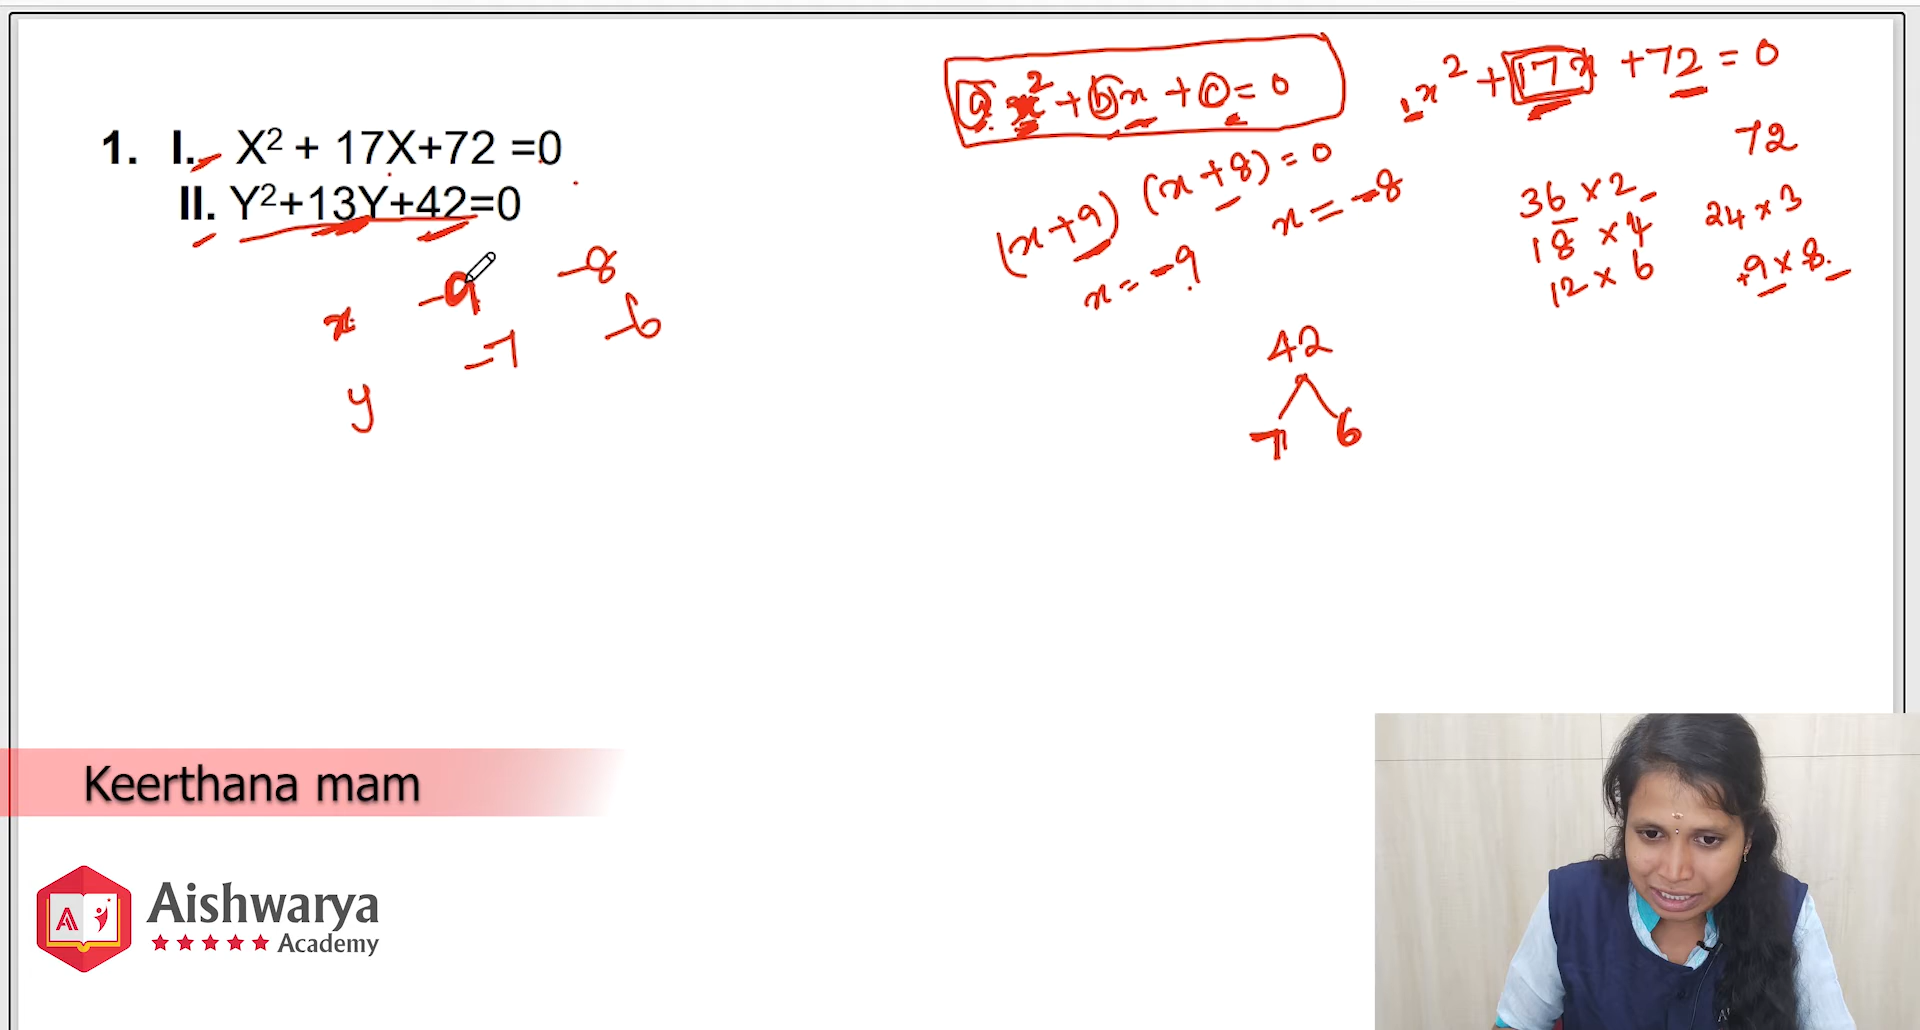 1. I. X² + 17X+72 =0
II. Y²+13Y+42=0
x -9 -8
y -7 -6
a x² + b x + c = 0
(x+9) (x+8) = 0
x = -9 x = -8
1x² + 17x + 72 = 0
72
36 × 2 24 × 3
18 × 4
12 × 6 +9 × 8
42
7 6
Keerthana mam
Aishwarya
Academy